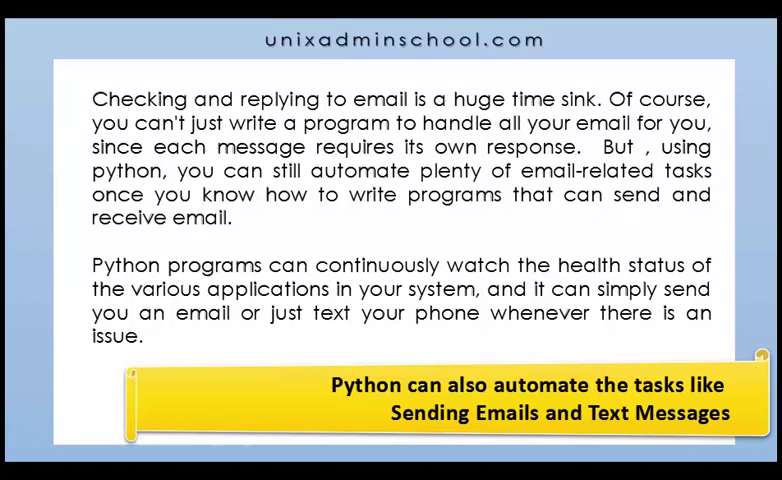 unixadminschool.com
Checking and replying to email is a huge time sink. Of course,
you can't just write a program to handle all your email for you,
since each message requires its own response.  But , using
python, you can still automate plenty of email-related tasks
once you know how to write programs that can send and
receive email.
Python programs can continuously watch the health status of
the various applications in your system, and it can simply send
you an email or just text your phone whenever there is an
issue.
Python can also automate the tasks like
Sending Emails and Text Messages